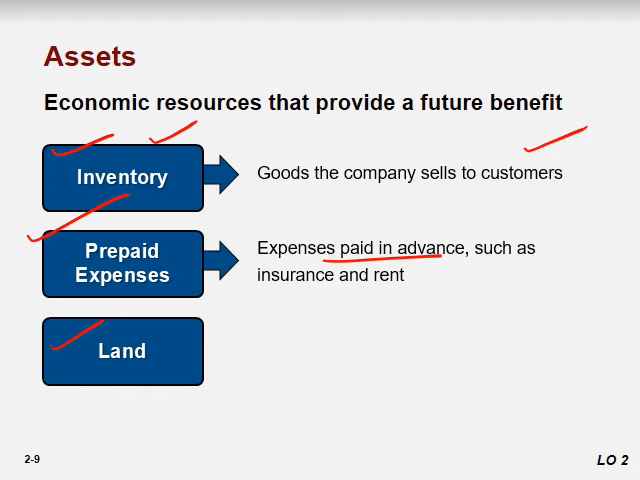 Assets
Economic resources that provide a future benefit
Inventory
Goods the company sells to customers
Prepaid
Expenses
Expenses paid in advance, such as
insurance and rent
Land
2-9
LO 2